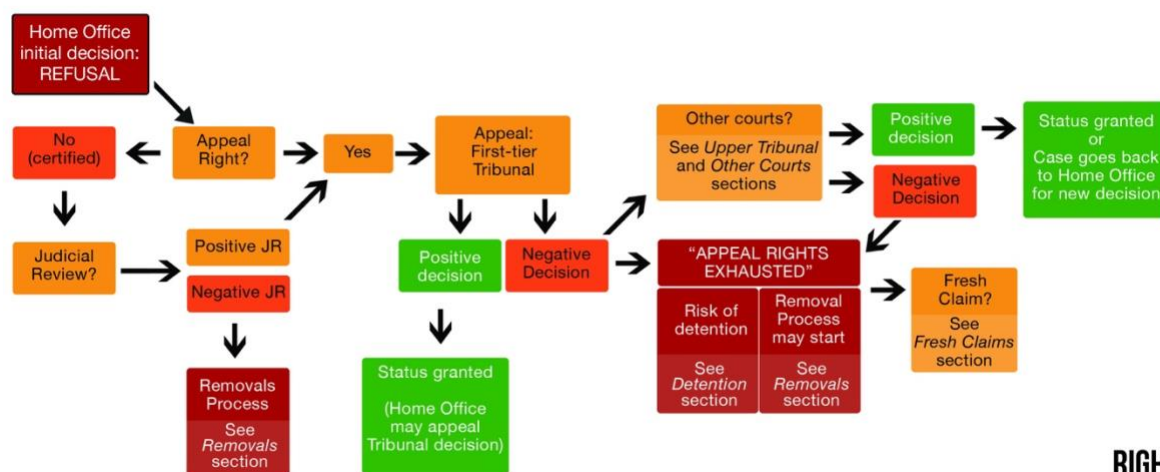 Home Office
initial decision:
REFUSAL
No
(certified)
Appeal
Right?
Yes
Appeal:
First-tier
Tribunal
Judicial
Review?
Positive JR
Negative JR
Removals
Process
See
Removals
section
Positive
decision
Negative
Decision
Status granted
(Home Office
may appeal
Tribunal decision)
Other courts?
See Upper Tribunal
and Other Courts
sections
Positive
decision
Negative
Decision
Status granted
or
Case goes back
to Home Office
for new decision
"APPEAL RIGHTS
EXHAUSTED"
Risk of
detention
See
Detention
section
Removal
Process
may start
See
Removals
section
Fresh
Claim?
See
Fresh Claims
section